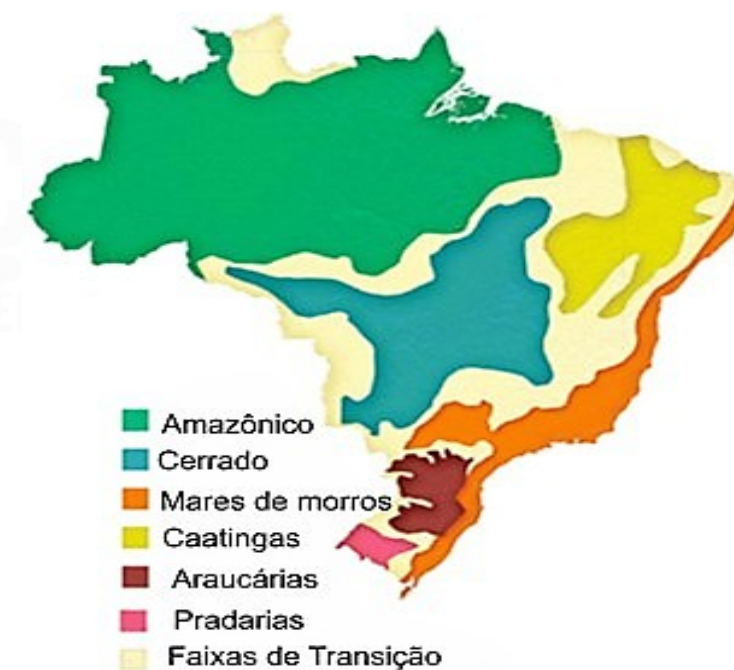 Amazônico
Cerrado
Mares de morros
Caatingas
Araucárias
Pradarias
Faixas de Transição